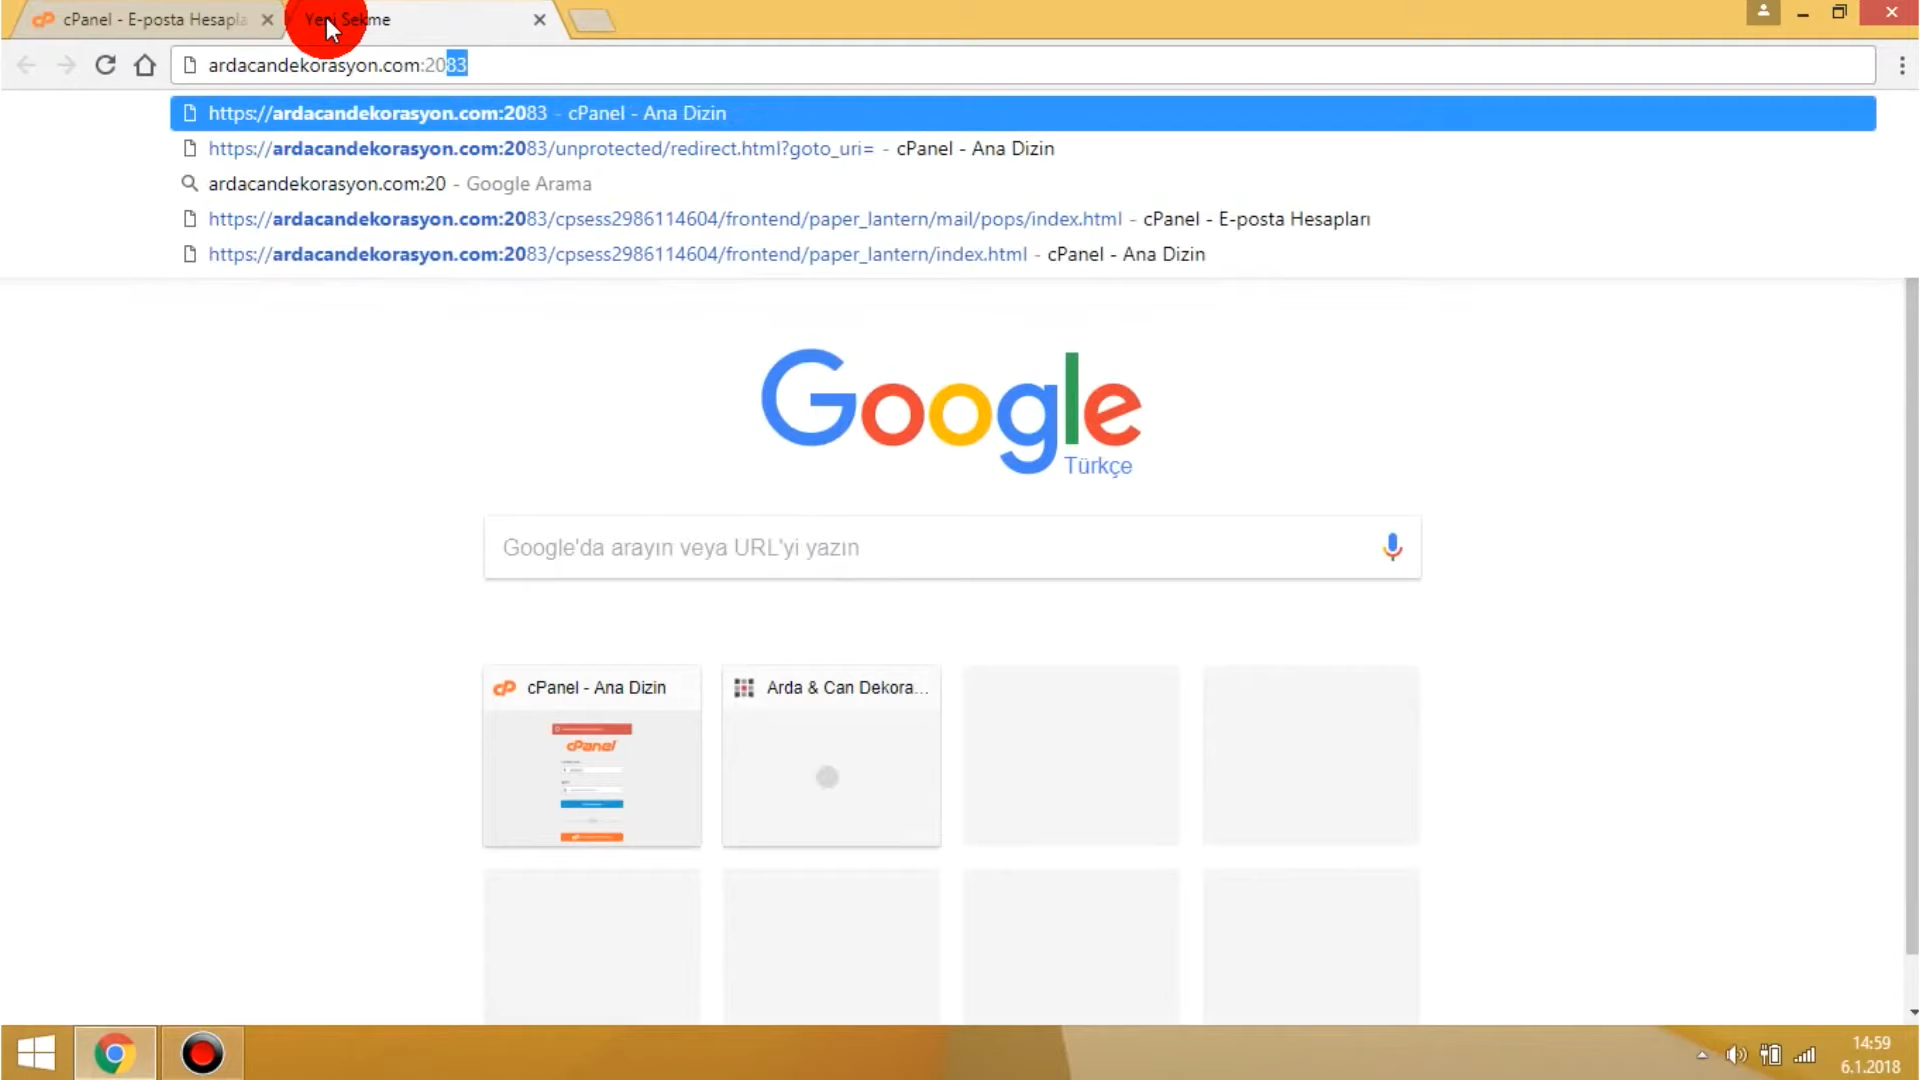 cPanel - E-posta Hesapla
Yeni Sekme
ardacandekorasyon.com:2083
https://ardacandekorasyon.com:2083 - cPanel - Ana Dizin
https://ardacandekorasyon.com:2083/unprotected/redirect.html?goto_uri= - cPanel - Ana Dizin
ardacandekorasyon.com:20 - Google Arama
https://ardacandekorasyon.com:2083/cpsess2986114604/frontend/paper_lantern/mail/pops/index.html - cPanel - E-posta Hesapları
https://ardacandekorasyon.com:2083/cpsess2986114604/frontend/paper_lantern/index.html - cPanel - Ana Dizin
Google
Türkçe
Google'da arayın veya URL'yi yazın
cPanel - Ana Dizin
Arda & Can Dekora...
cPanel
14:59
6.1.2018